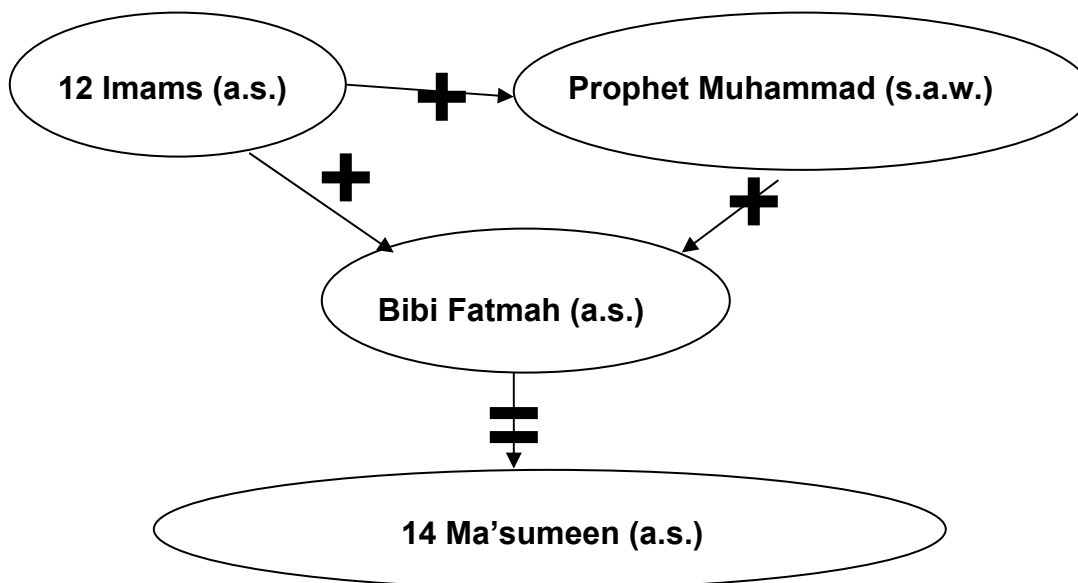 12 Imams (a.s.)
Prophet Muhammad (s.a.w.)
+
+
+
Bibi Fatmah (a.s.)
=
14 Ma’sumeen (a.s.)